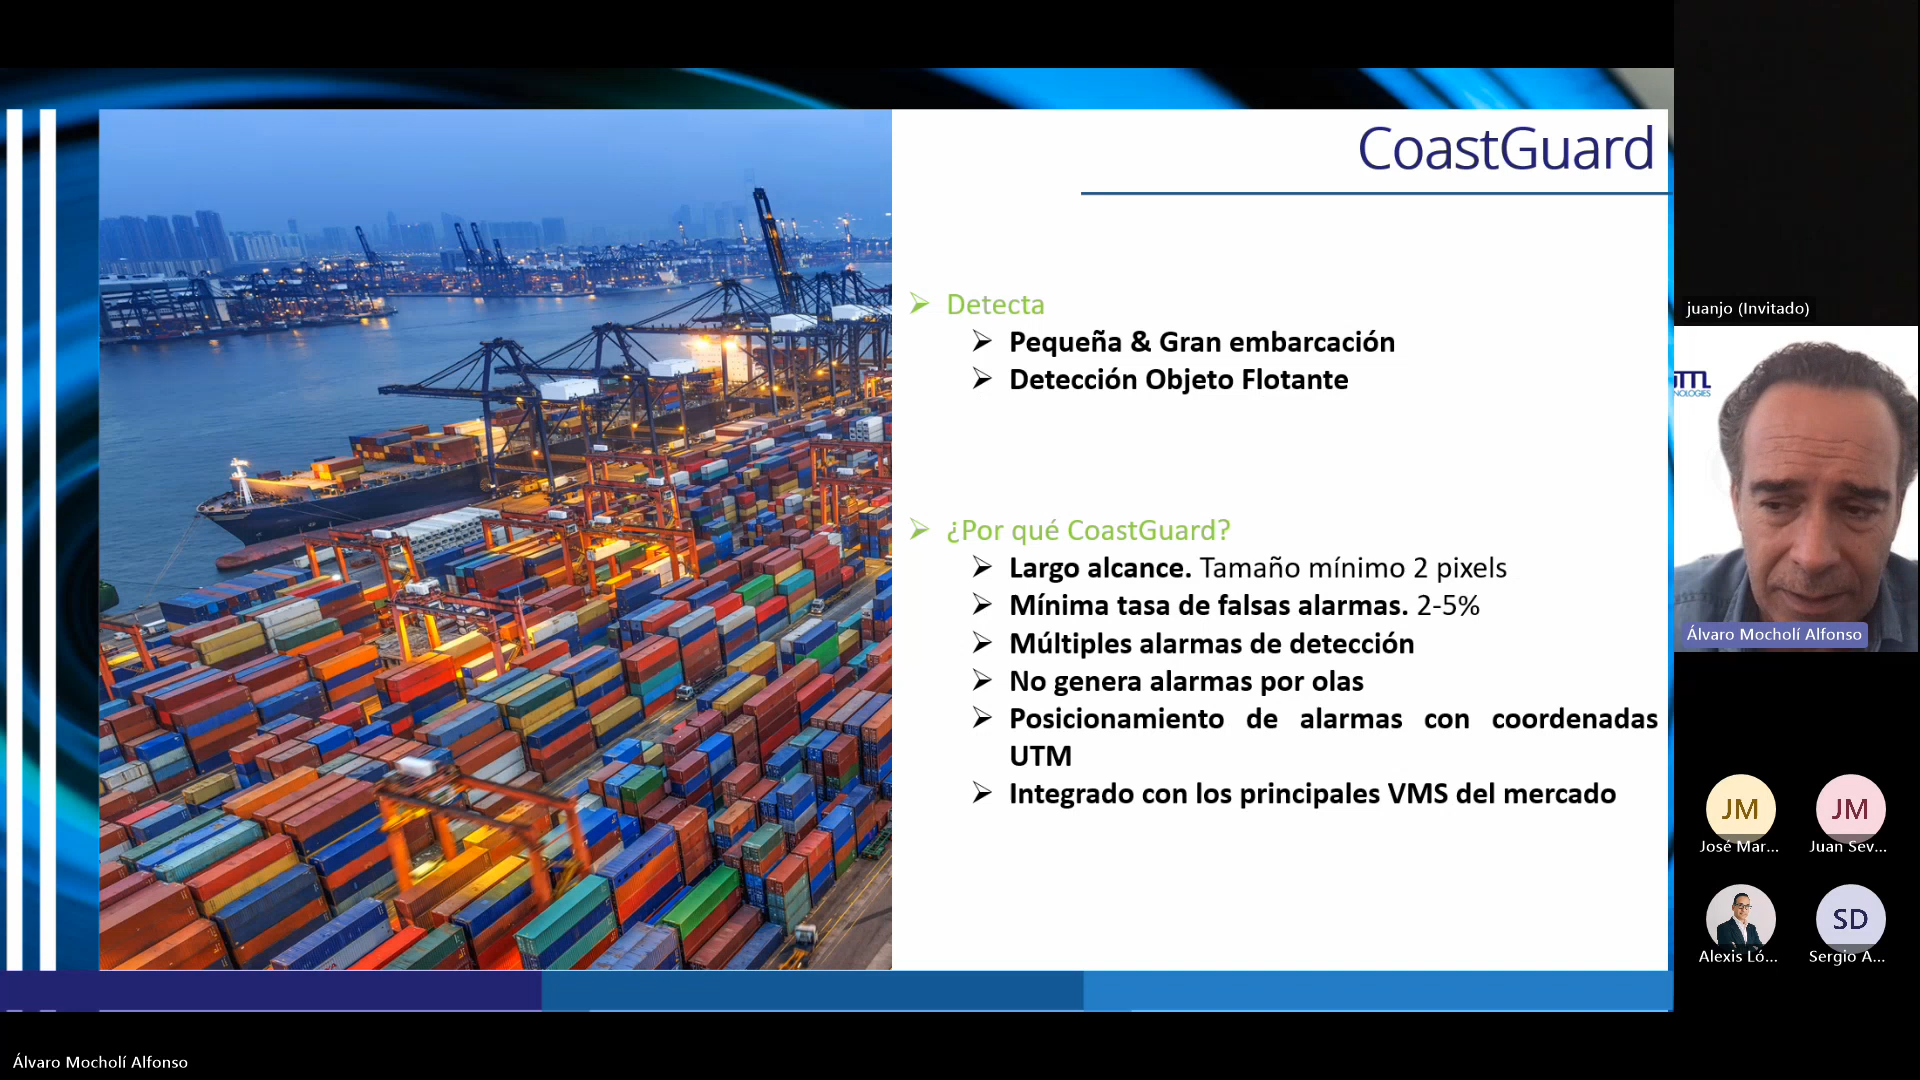 CoastGuard
Detecta
Pequeña & Gran embarcación
Detección Objeto Flotante
¿Por qué CoastGuard?
Largo alcance. Tamaño mínimo 2 pixels
Mínima tasa de falsas alarmas. 2-5%
Múltiples alarmas de detección
No genera alarmas por olas
Posicionamiento de alarmas con coordenadas
UTM
Integrado con los principales VMS del mercado
juanjo (Invitado)
Álvaro Mocholí Alfonso
JM
José Mar...
JM
Juan Sev...
Alexis Ló...
SD
Sergio A...
Álvaro Mocholí Alfonso